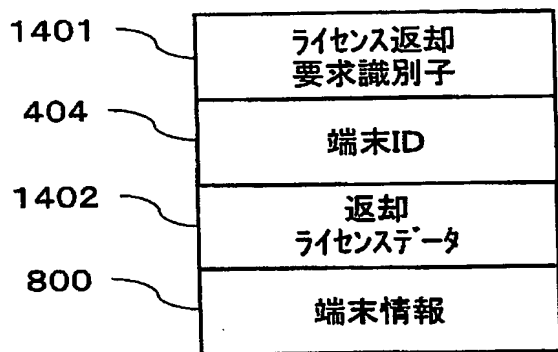 1401
ライセンス返却
要求識別子
404
端末ID
1402
返却
ライセンスデータ
800
端末情報